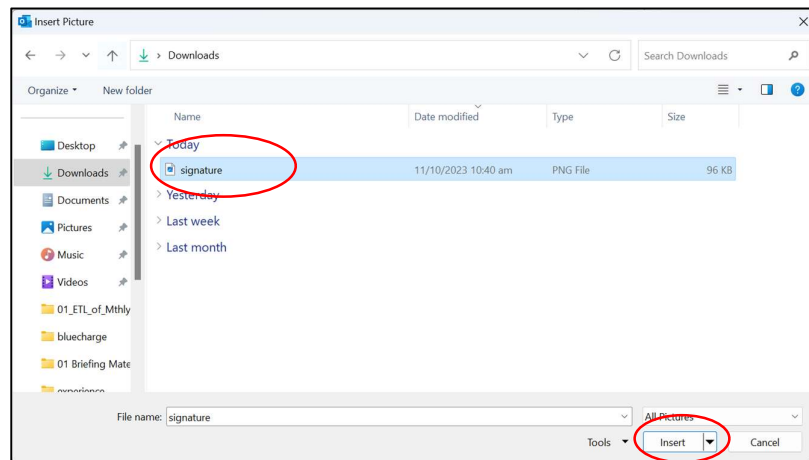 Insert Picture
Downloads
Search Downloads
Organize
New folder
Name Date modified Type Size
Desktop
Downloads
Documents
Pictures
Music
Videos
01_ETL_of_Mthly
bluecharge
01 Briefing Mate
experience
Today
signature 11/10/2023 10:40 am PNG File 96 KB
Yesterday
Last week
Last month
File name: signature All Pictures
Tools Insert Cancel